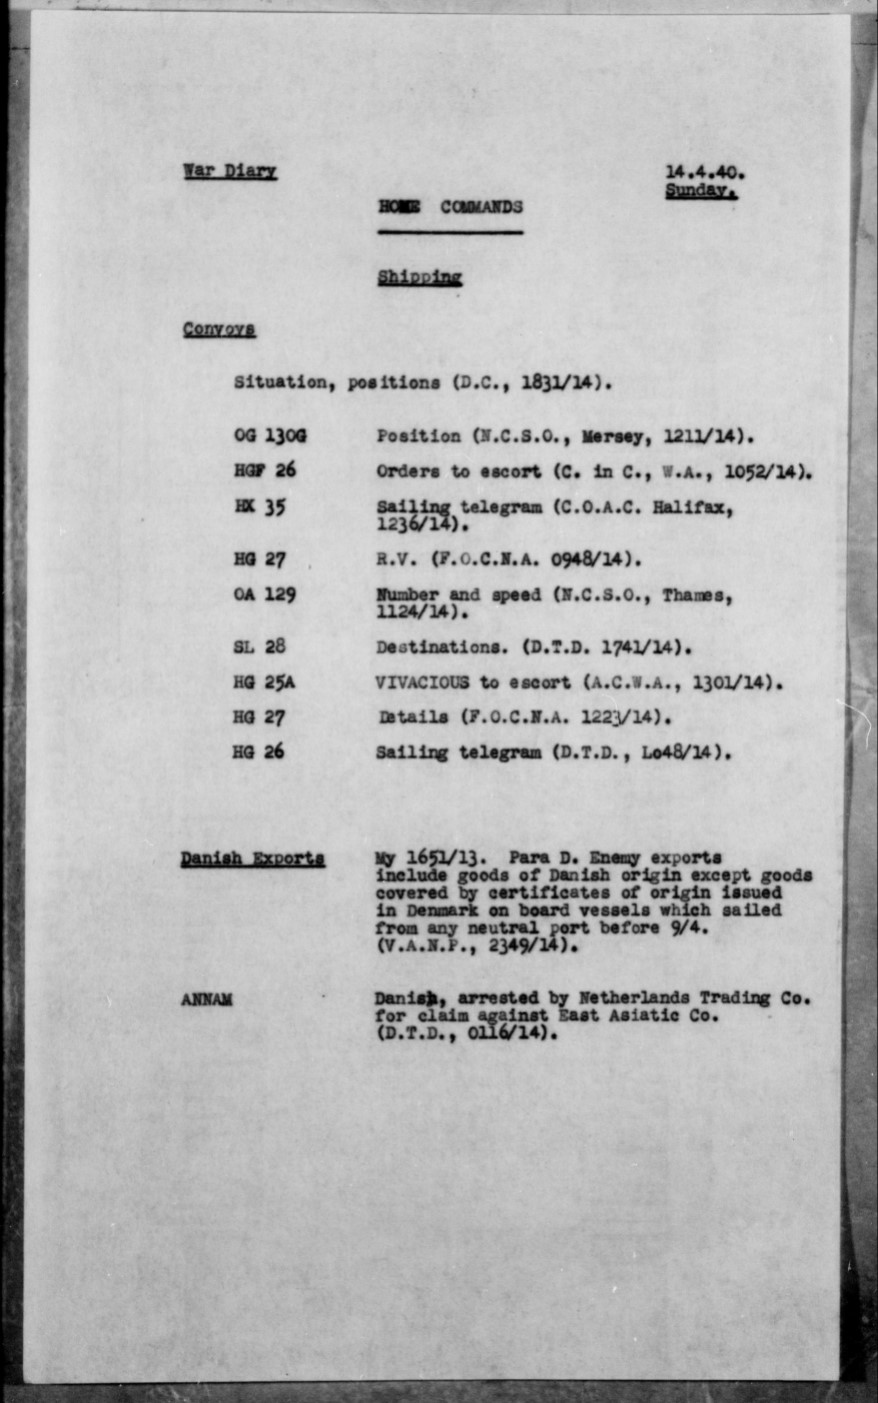 War Diary 14.4.40.
Sunday.
HOME COMMANDS
Shipping
Convoys
Situation, positions (D.C., 1831/14).
OG 130G Position (N.C.S.O., Mersey, 1211/14).
HGF 26 Orders to escort (C. in C., W.A., 1052/14).
HX 35 Sailing telegram (C.O.A.C. Halifax,
1236/14).
HG 27 R.V. (F.O.C.N.A. 0948/14).
OA 129 Number and speed (N.C.S.O., Thames,
1124/14).
SL 28 Destinations. (D.T.D. 1741/14).
HG 25A VIVACIOUS to escort (A.C.W.A., 1301/14).
HG 27 Details (F.O.C.N.A. 1223/14).
HG 26 Sailing telegram (D.T.D., Lo48/14).
Danish Exports My 1651/13. Para D. Enemy exports
include goods of Danish origin except goods
covered by certificates of origin issued
in Denmark on board vessels which sailed
from any neutral port before 9/4.
(V.A.N.P., 2349/14).
ANNAM Danish, arrested by Netherlands Trading Co.
for claim against East Asiatic Co.
(D.T.D., 0116/14).